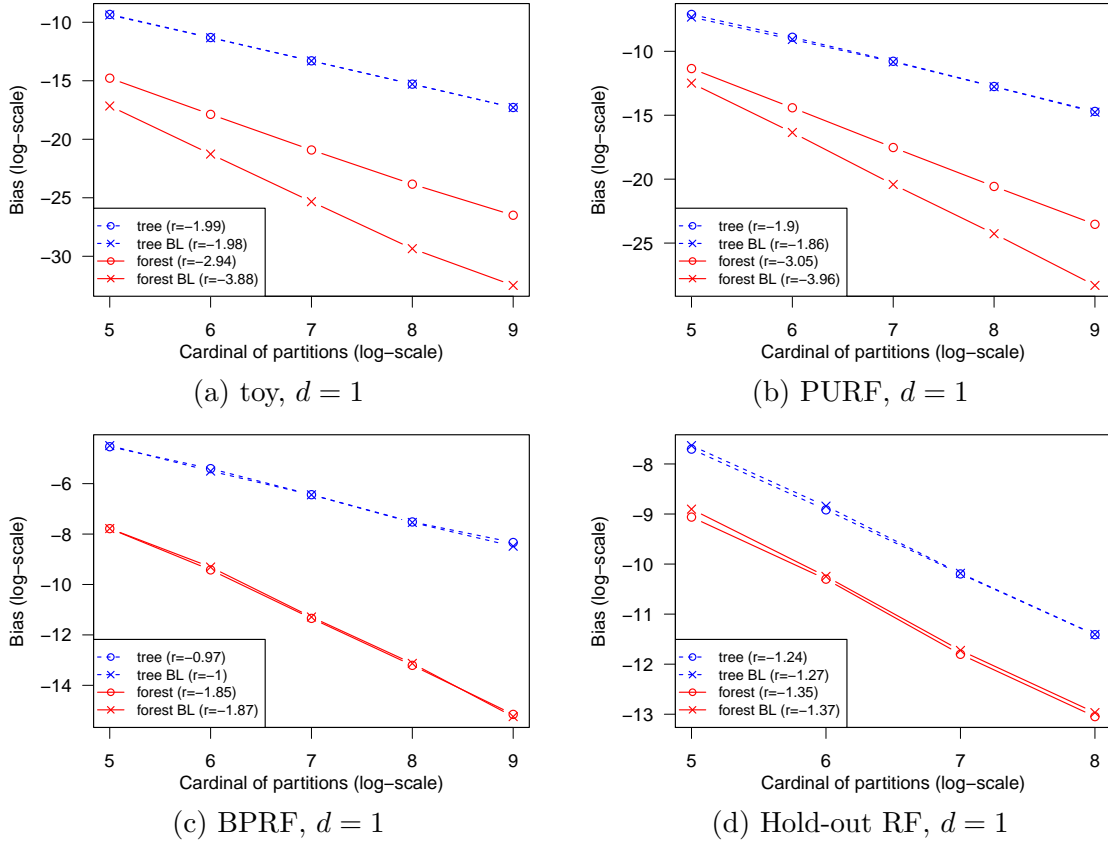 Bias (log−scale)
−10
−15
−20
−25
−30
tree (r=−1.99)
tree BL (r=−1.98)
forest (r=−2.94)
forest BL (r=−3.88)
5 6 7 8 9
Cardinal of partitions (log−scale)
(a) toy, d = 1
Bias (log−scale)
−10
−15
−20
−25
tree (r=−1.9)
tree BL (r=−1.86)
forest (r=−3.05)
forest BL (r=−3.96)
5 6 7 8 9
Cardinal of partitions (log−scale)
(b) PURF, d = 1
Bias (log−scale)
−6
−8
−10
−12
−14
tree (r=−0.97)
tree BL (r=−1)
forest (r=−1.85)
forest BL (r=−1.87)
5 6 7 8 9
Cardinal of partitions (log−scale)
(c) BPRF, d = 1
Bias (log−scale)
−8
−9
−10
−11
−12
−13
tree (r=−1.24)
tree BL (r=−1.27)
forest (r=−1.35)
forest BL (r=−1.37)
5 6 7 8
Cardinal of partitions (log−scale)
(d) Hold-out RF, d = 1